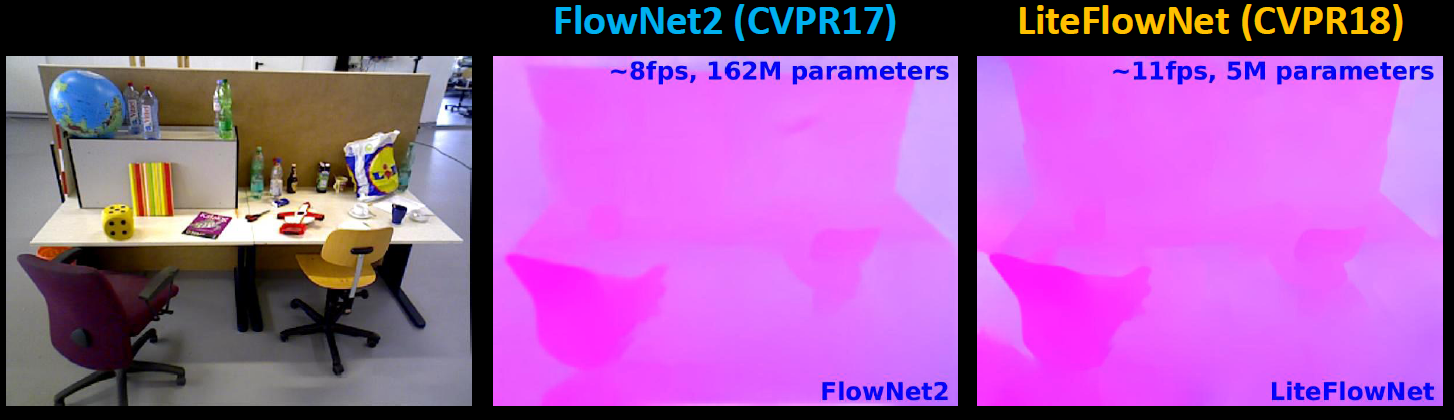 FlowNet2 (CVPR17)
LiteFlowNet (CVPR18)
~8fps, 162M parameters
~11fps, 5M parameters
FlowNet2
LiteFlowNet